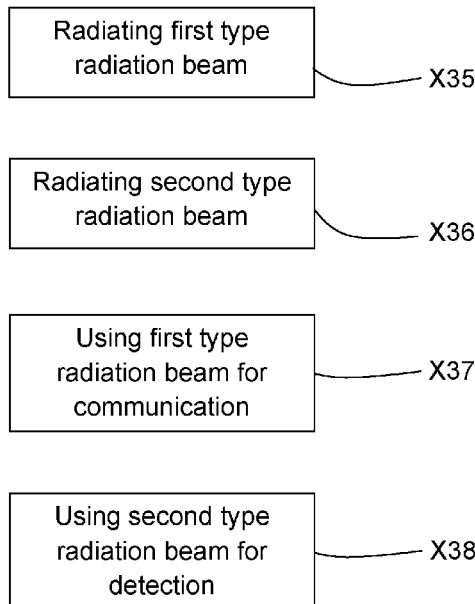 Radiating first type
radiation beam
X35
Radiating second type
radiation beam
X36
Using first type
radiation beam for
communication
X37
Using second type
radiation beam for
detection
X38